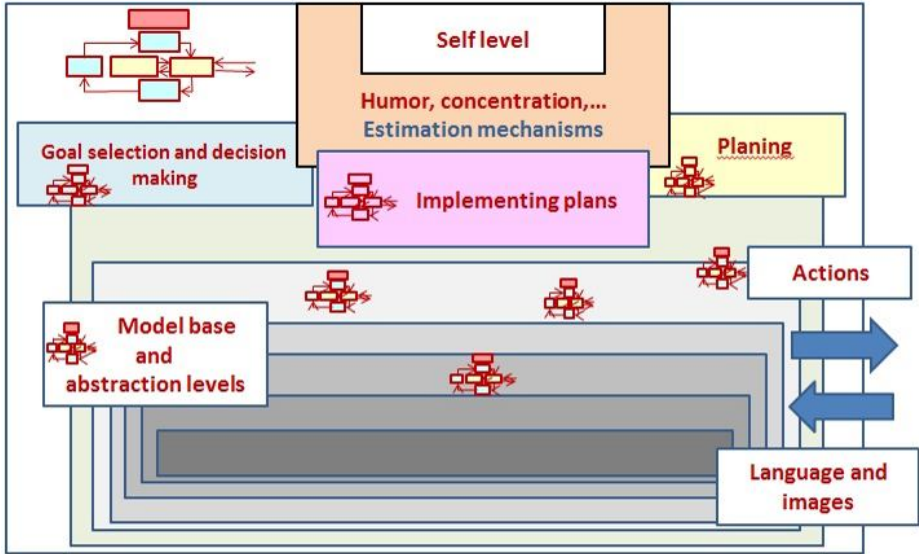 Self level
Humor, concentration,...
Estimation mechanisms
Goal selection and decision
making
Planing
Implementing plans
Actions
Model base
and
abstraction levels
Language and
images